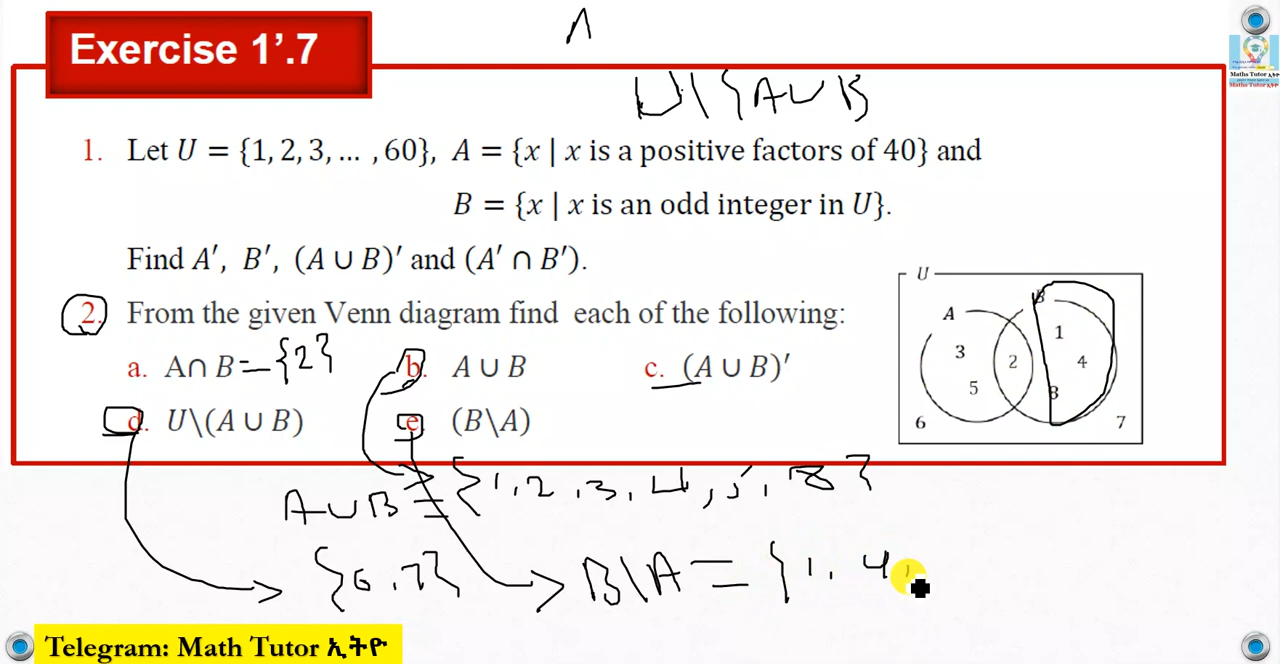 Λ
Exercise 1’.7
U\{A∪B
Maths Tutor ኢትዮ
1. Let U = {1, 2, 3, … , 60}, A = {x | x is a positive factors of 40} and
B = {x | x is an odd integer in U}.
Find A′, B′, (A ∪ B)′ and (A′ ∩ B′).
2. From the given Venn diagram find each of the following:
a. A∩ B = {2}
b. A ∪ B
c. (A ∪ B)′
d. U\(A ∪ B)
e. (B\A)
U
A
B
3
5
2
1
4
8
6
7
A∪B = {1, 2, 3, 4, 5, 8}
{6, 7}
B\A = {1, 4,
Telegram: Math Tutor ኢትዮ